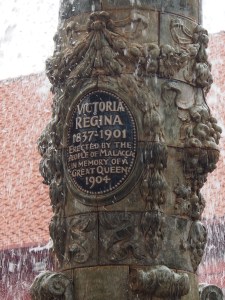 VICTORIA
REGINA
1837-1901
ERECTED BY THE
PEOPLE OF MALACCA
IN MEMORY OF A
GREAT QUEEN
1904